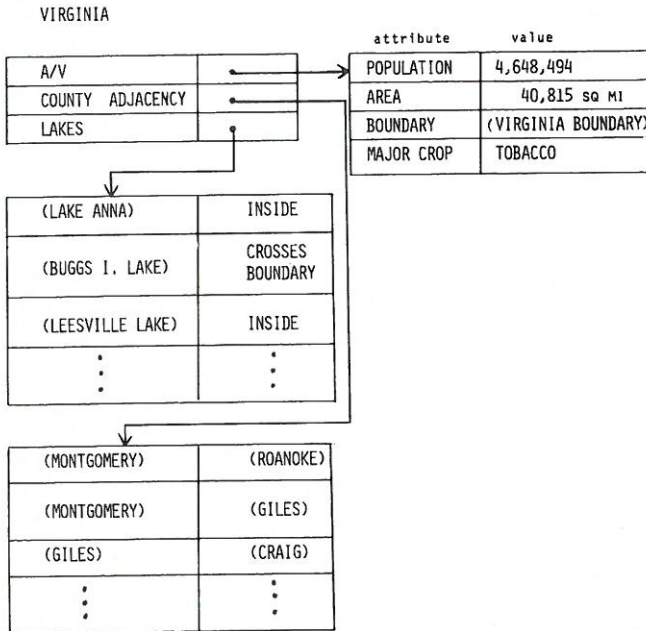 VIRGINIA
A/V
COUNTY ADJACENCY
LAKES
attribute value
POPULATION 4,648,494
AREA 40,815 SQ MI
BOUNDARY (VIRGINIA BOUNDARY)
MAJOR CROP TOBACCO
(LAKE ANNA) INSIDE
(BUGGS I. LAKE) CROSSES
BOUNDARY
(LEESVILLE LAKE) INSIDE
(MONTGOMERY) (ROANOKE)
(MONTGOMERY) (GILES)
(GILES) (CRAIG)